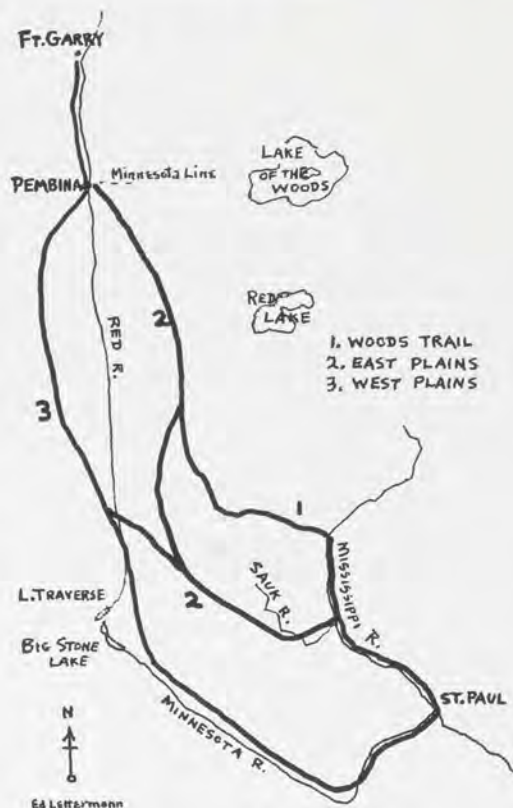 FT. GARRY
PEMBINA
Minnesota Line
LAKE
OF THE
WOODS
RED R.
2
RED
LAKE
1. WOODS TRAIL
2. EAST PLAINS
3. WEST PLAINS
3
1
MISSISSIPPI R.
SAUK R.
2
L. TRAVERSE
BIG STONE
LAKE
MINNESOTA R.
ST. PAUL
N
Ed Lettermann